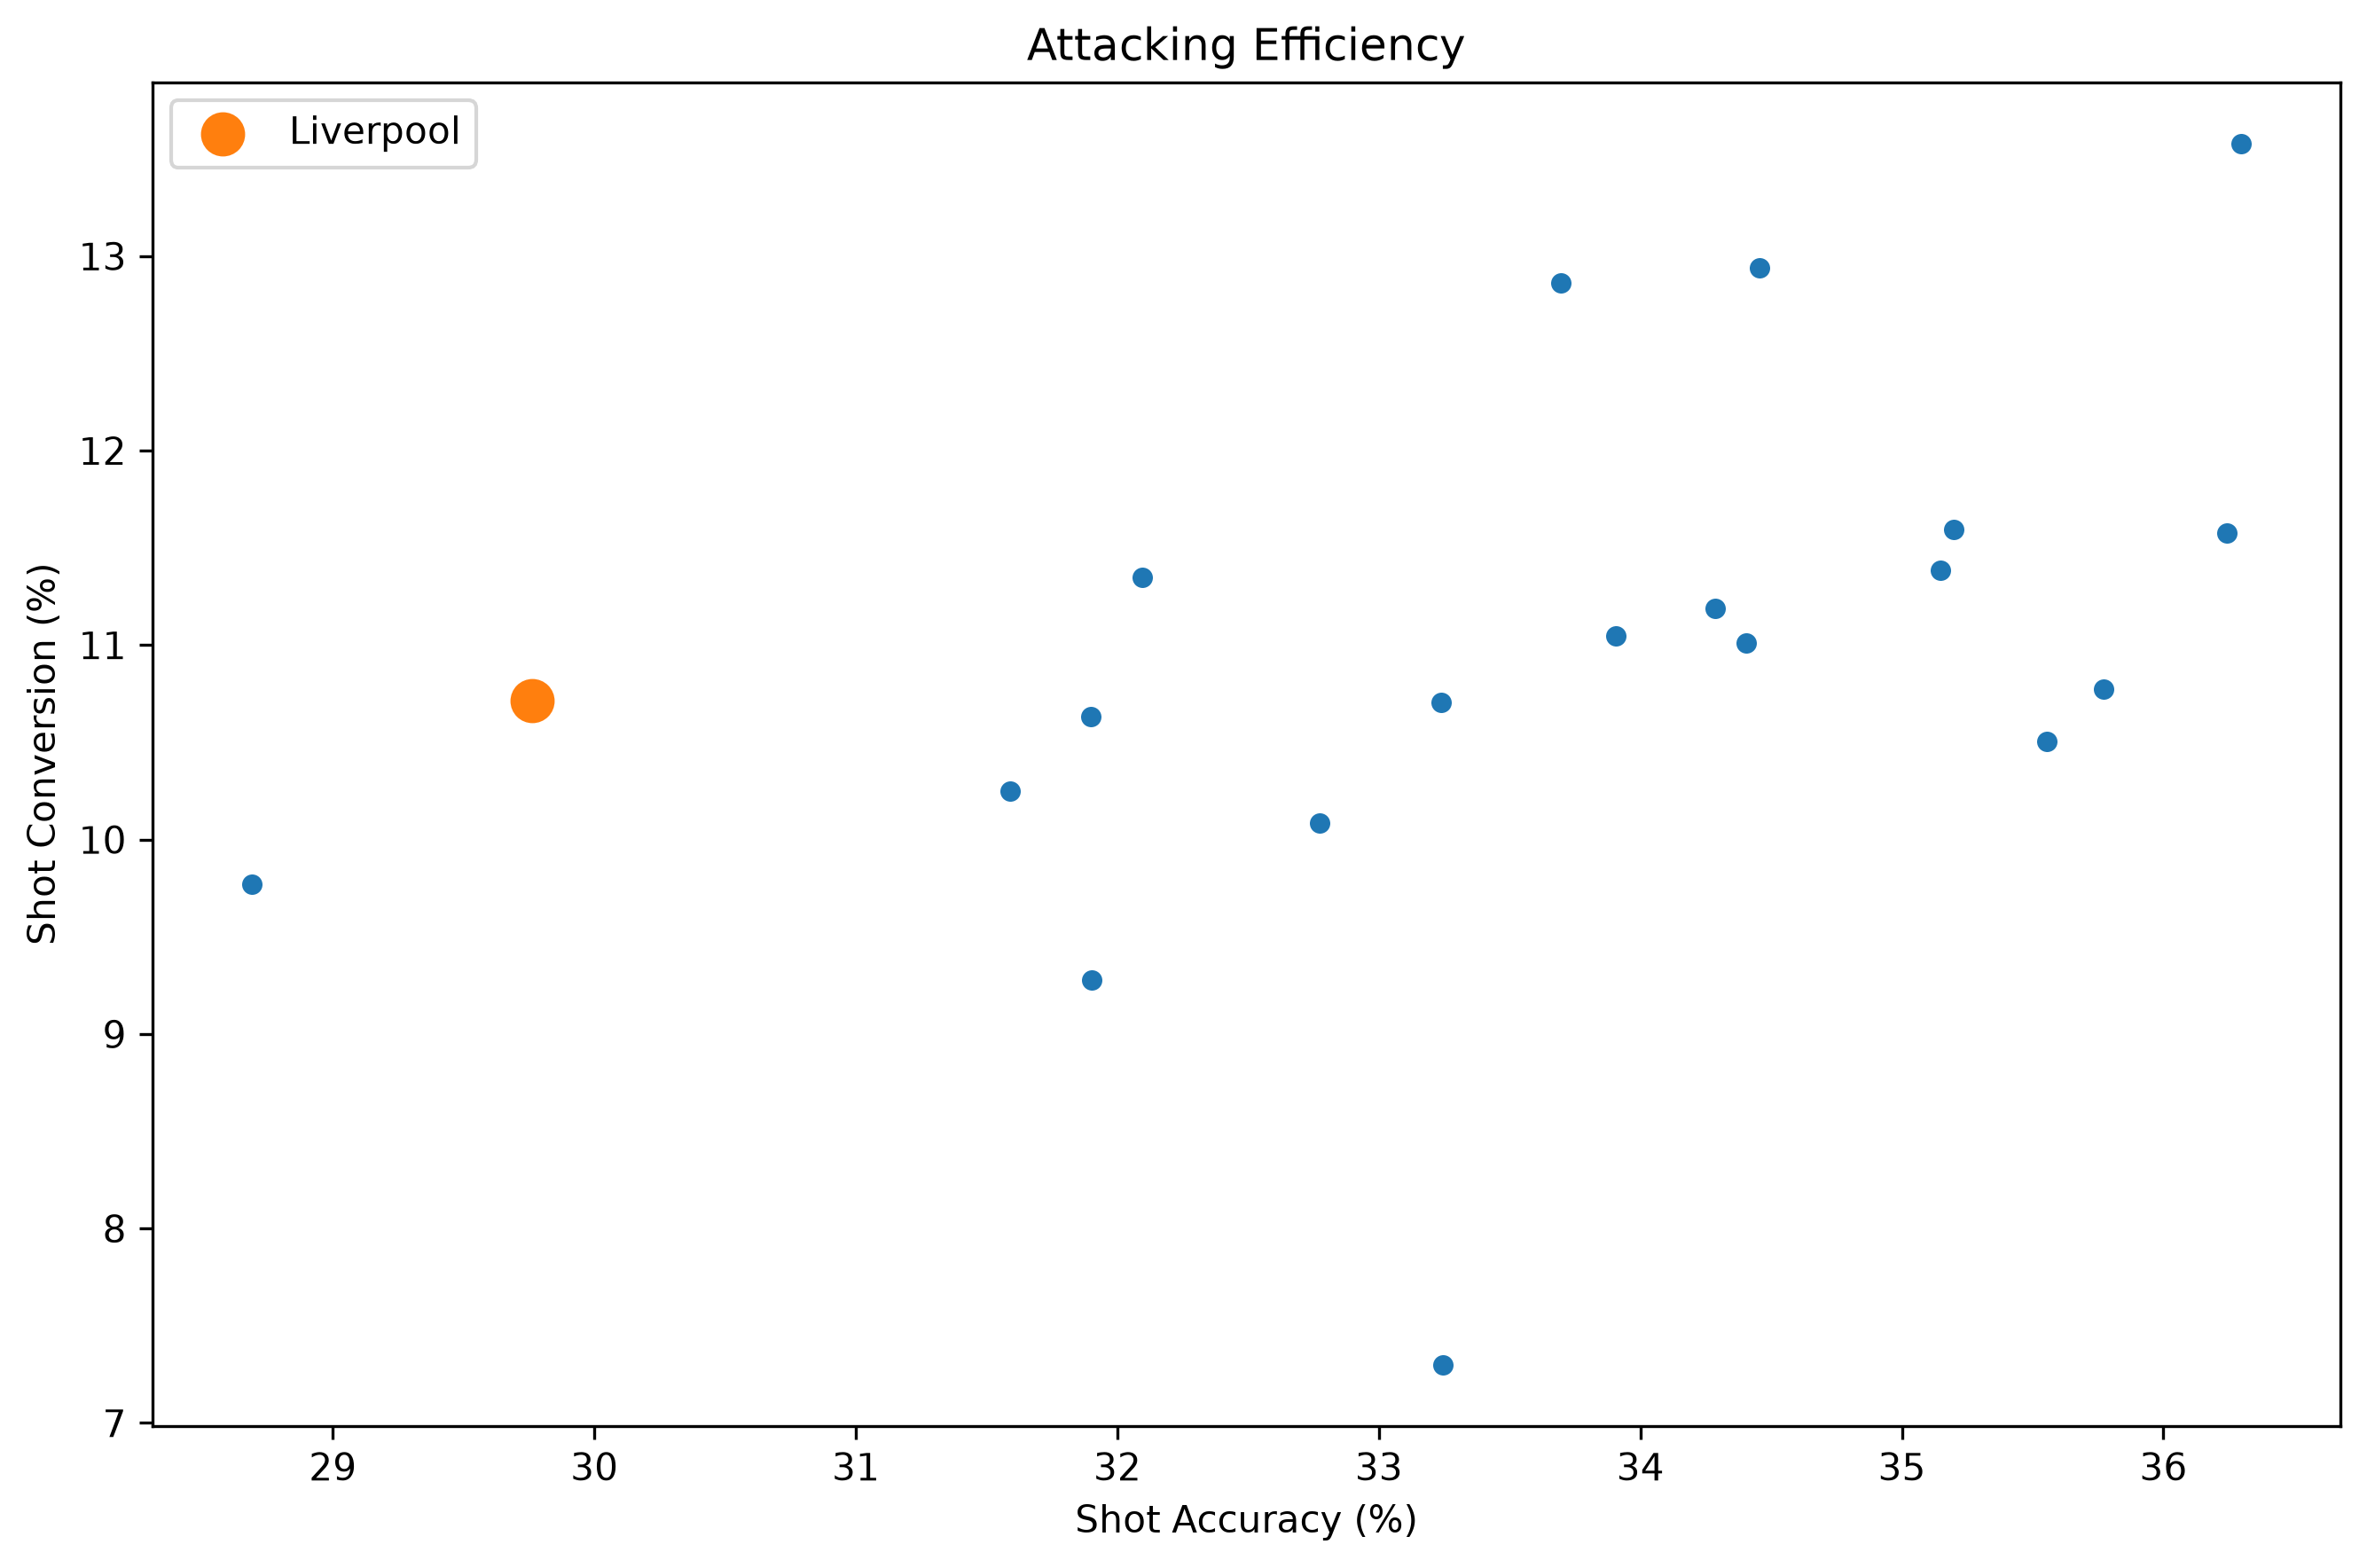 Attacking Efficiency
Liverpool
13
12
11
10
9
8
7
Shot Conversion (%)
29 30 31 32 33 34 35 36
Shot Accuracy (%)